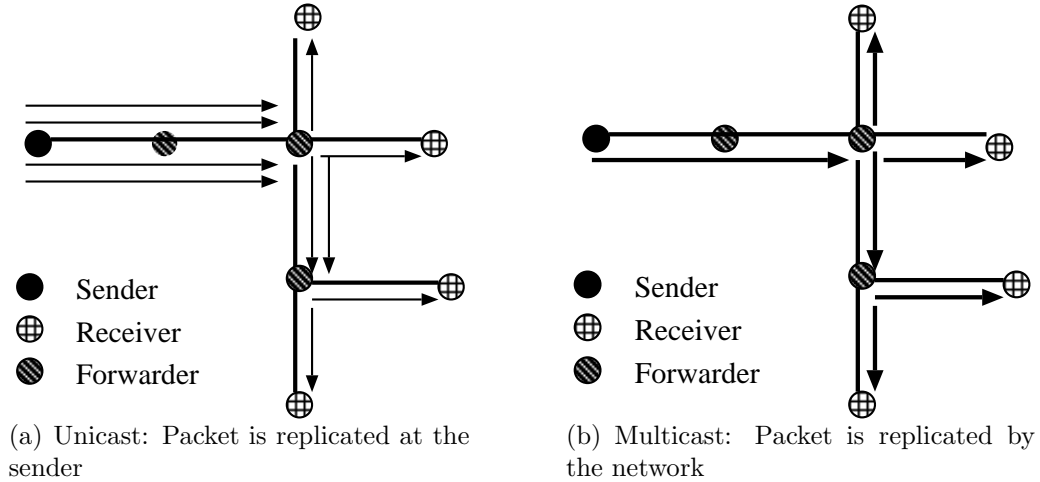 Sender
Receiver
Forwarder
(a) Unicast: Packet is replicated at the
sender
Sender
Receiver
Forwarder
(b) Multicast: Packet is replicated by
the network